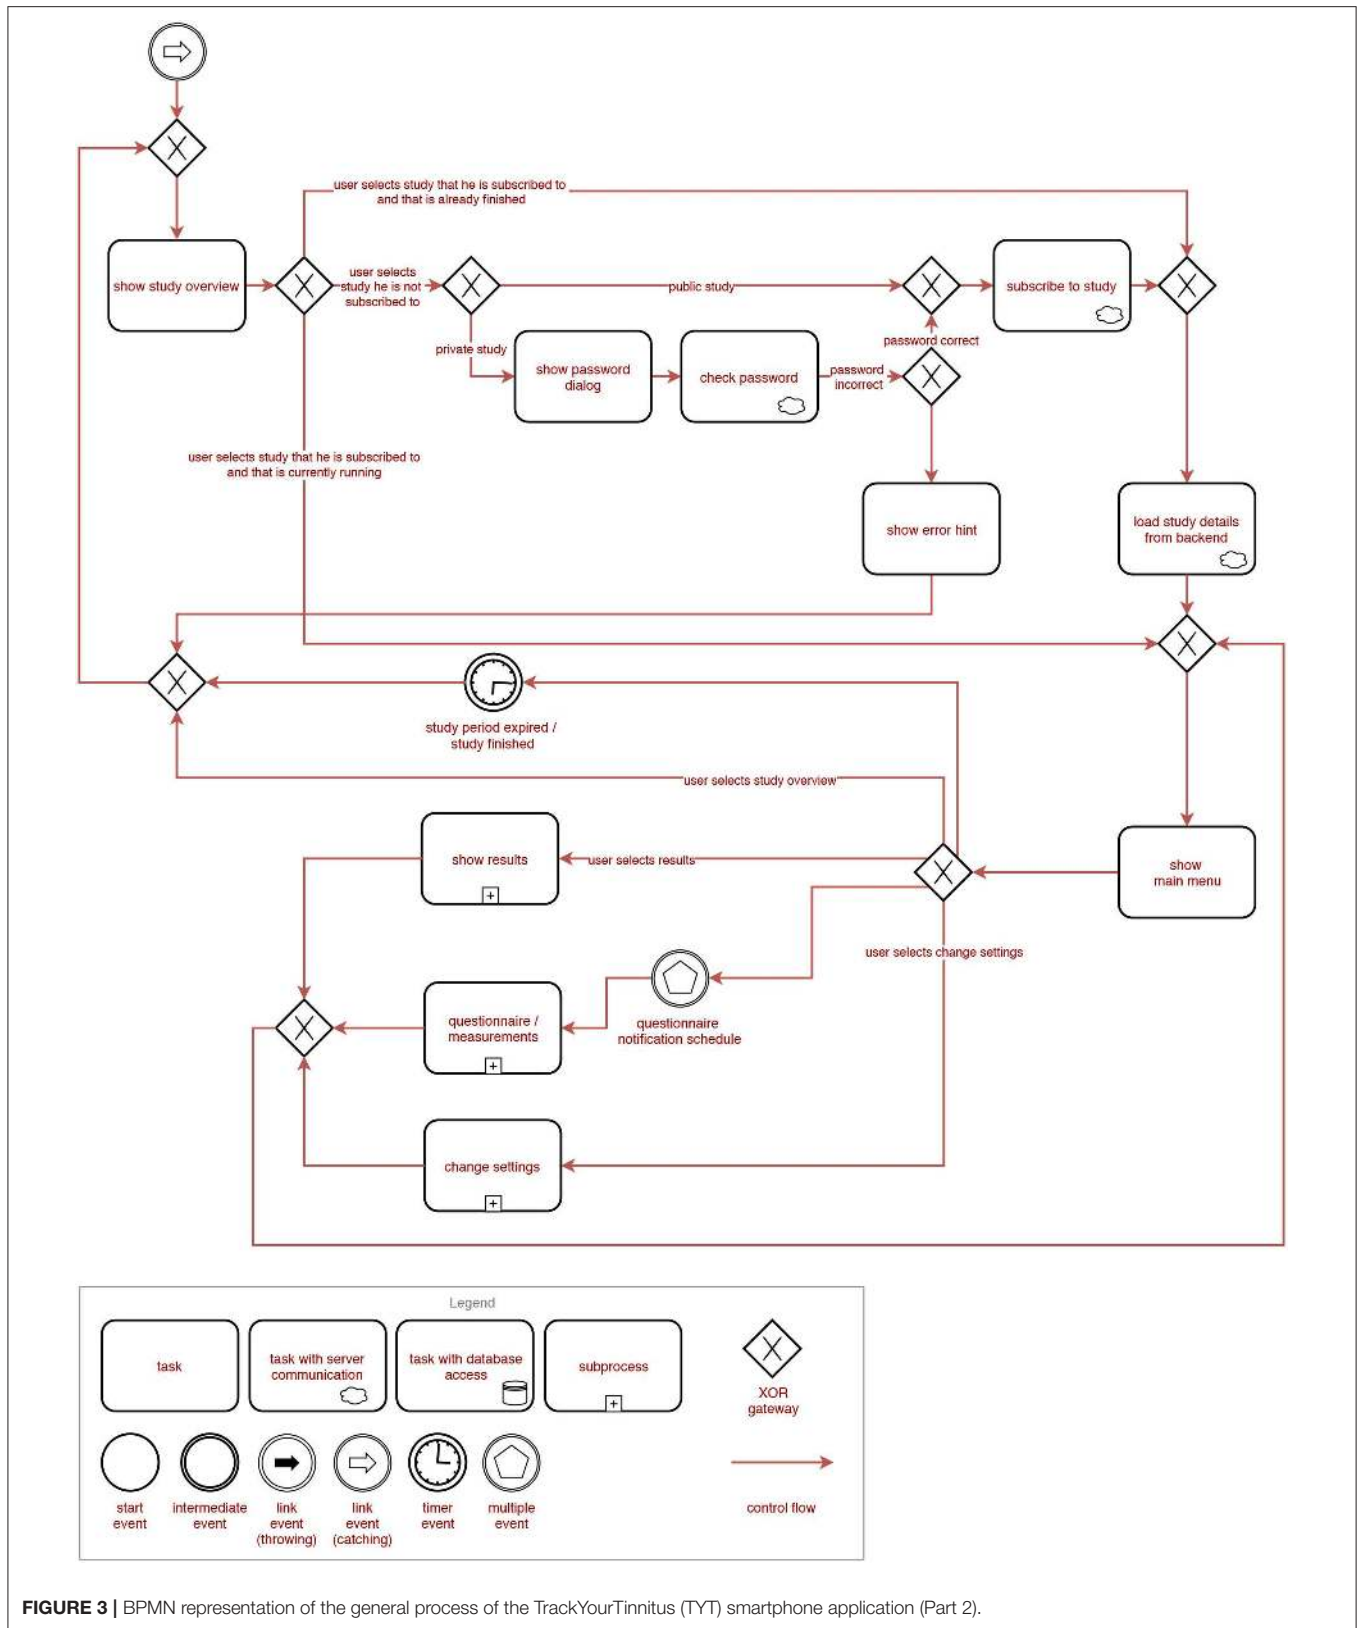 user selects study that he is subscribed to
and that is already finished
show study overview
user selects
study he is not
subscribed to
public study
subscribe to study
private study
show password
dialog
check password
password
incorrect
password correct
user selects study that he is subscribed to
and that is currently running
show error hint
load study details
from backend
study period expired /
study finished
user selects study overview
show results
user selects results
show
main menu
user selects change settings
questionnaire /
measurements
questionnaire
notification schedule
change settings
Legend
task
task with server
communication
task with database
access
subprocess
XOR
gateway
start
event
intermediate
event
link
event
(throwing)
link
event
(catching)
timer
event
multiple
event
control flow
FIGURE 3 | BPMN representation of the general process of the TrackYourTinnitus (TYT) smartphone application (Part 2).